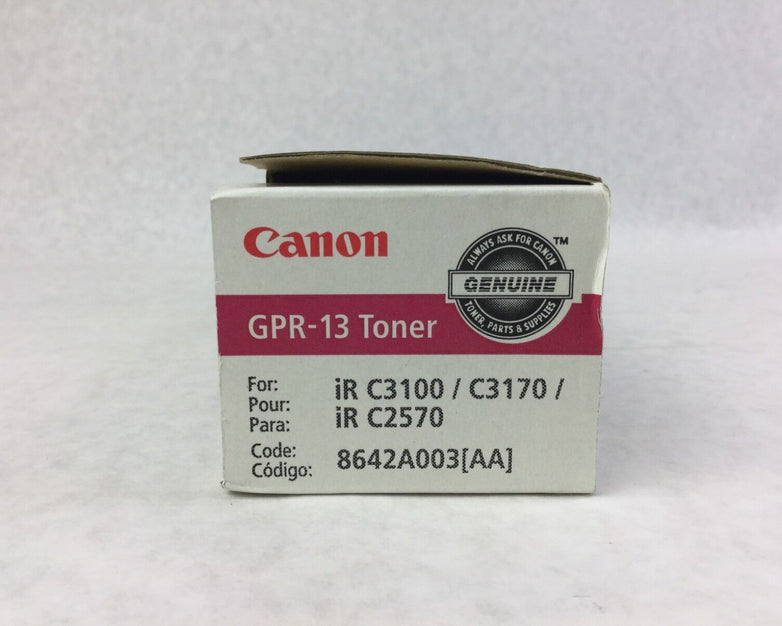 Canon
ALWAYS ASK FOR CANON
™
GENUINE
TONER, PARTS & SUPPLIES
GPR-13 Toner
For:
Pour:
Para:
iR C3100 / C3170 /
iR C2570
Code:
Código:
8642A003[AA]